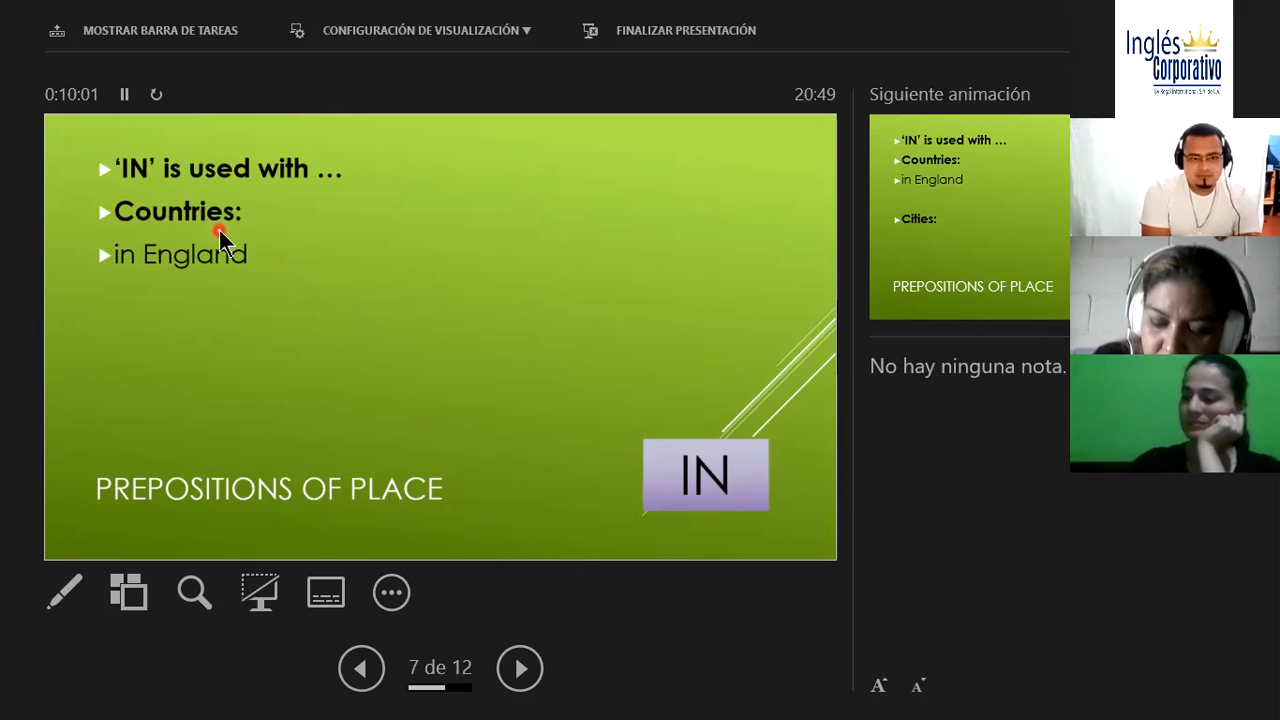 MOSTRAR BARRA DE TAREAS
CONFIGURACIÓN DE VISUALIZACIÓN ▼
FINALIZAR PRESENTACIÓN
Inglés
Corporativo
0:10:01
20:49
Siguiente animación
‘IN’ is used with …
Countries:
in England
PREPOSITIONS OF PLACE
IN
‘IN’ is used with …
Countries:
in England
Cities:
PREPOSITIONS OF PLACE
No hay ninguna nota.
7 de 12
A
A